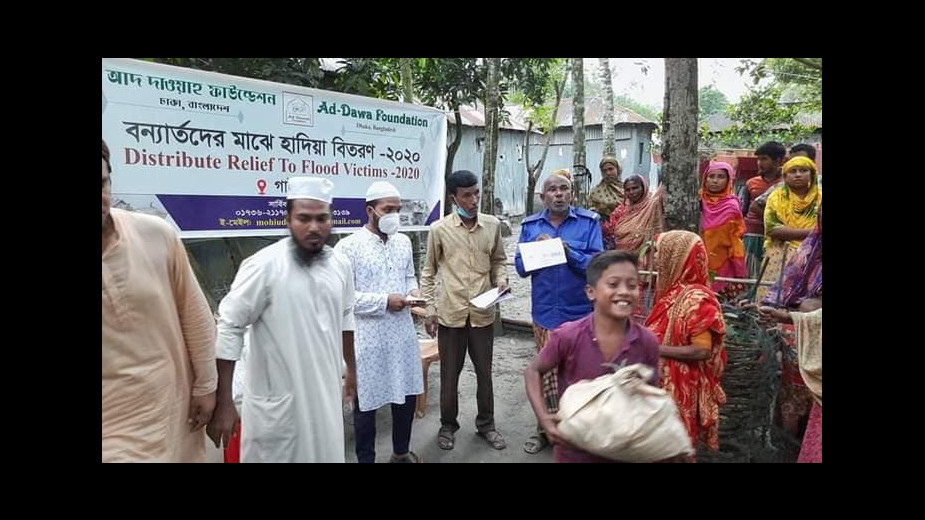 আদ দাওয়াহ ফাউন্ডেশন
ঢাকা, বাংলাদেশ
Ad-Dawa Foundation
Dhaka, Bangladesh
বন্যার্তদের মাঝে হাদিয়া বিতরণ -২০২০
Distribute Relief To Flood Victims -2020